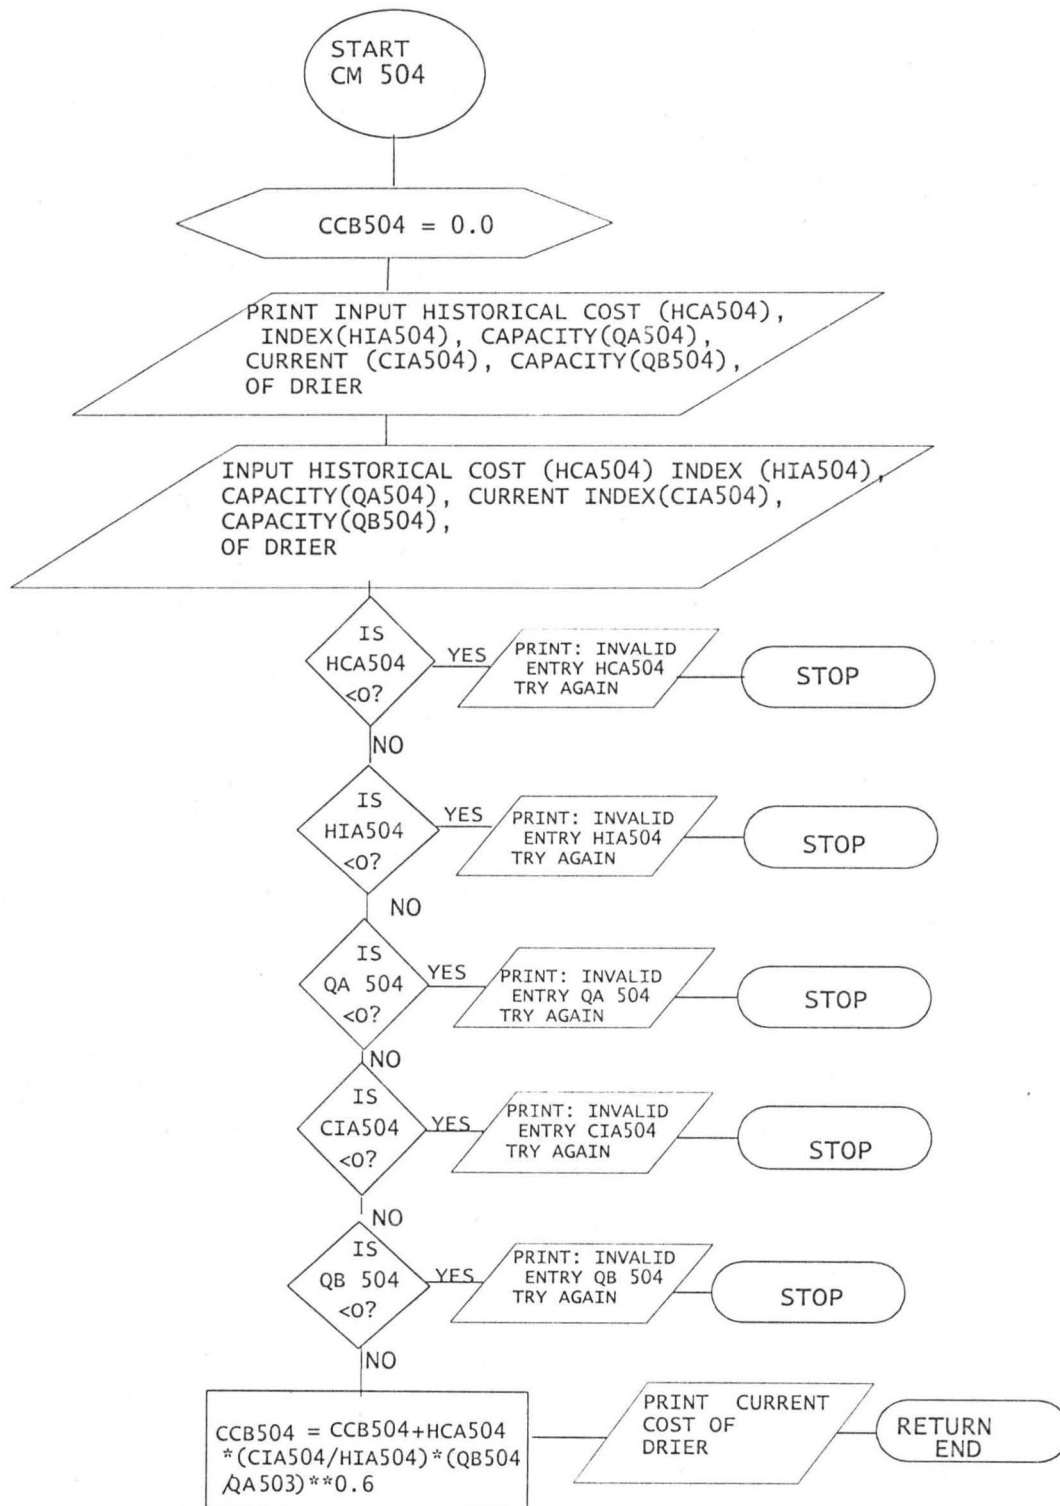 START
CM 504
CCB504 = 0.0
PRINT INPUT HISTORICAL COST (HCA504),
INDEX(HIA504), CAPACITY(QA504),
CURRENT (CIA504), CAPACITY(QB504),
OF DRIER
INPUT HISTORICAL COST (HCA504) INDEX (HIA504),
CAPACITY(QA504), CURRENT INDEX(CIA504),
CAPACITY(QB504),
OF DRIER
IS
HCA504
<0?
YES
PRINT: INVALID
ENTRY HCA504
TRY AGAIN
STOP
NO
IS
HIA504
<0?
YES
PRINT: INVALID
ENTRY HIA504
TRY AGAIN
STOP
NO
IS
QA 504
<0?
YES
PRINT: INVALID
ENTRY QA 504
TRY AGAIN
STOP
NO
IS
CIA504
<0?
YES
PRINT: INVALID
ENTRY CIA504
TRY AGAIN
STOP
NO
IS
QB 504
<0?
YES
PRINT: INVALID
ENTRY QB 504
TRY AGAIN
STOP
NO
CCB504 = CCB504+HCA504
*(CIA504/HIA504)*(QB504
/QA503)**0.6
PRINT CURRENT
COST OF
DRIER
RETURN
END